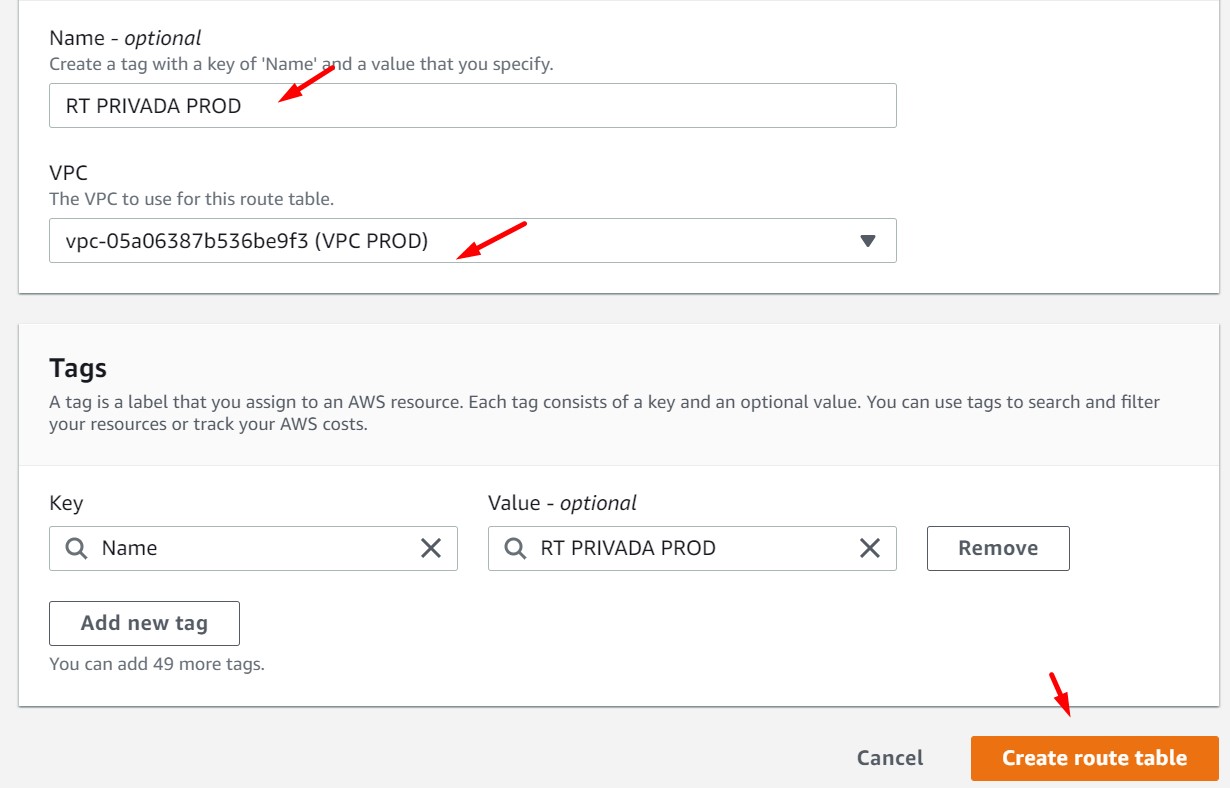 Name - optional
Create a tag with a key of 'Name' and a value that you specify.
RT PRIVADA PROD
VPC
The VPC to use for this route table.
vpc-05a06387b536be9f3 (VPC PROD)
Tags
A tag is a label that you assign to an AWS resource. Each tag consists of a key and an optional value. You can use tags to search and filter
your resources or track your AWS costs.
Key
Value - optional
Name
RT PRIVADA PROD
Remove
Add new tag
You can add 49 more tags.
Cancel
Create route table